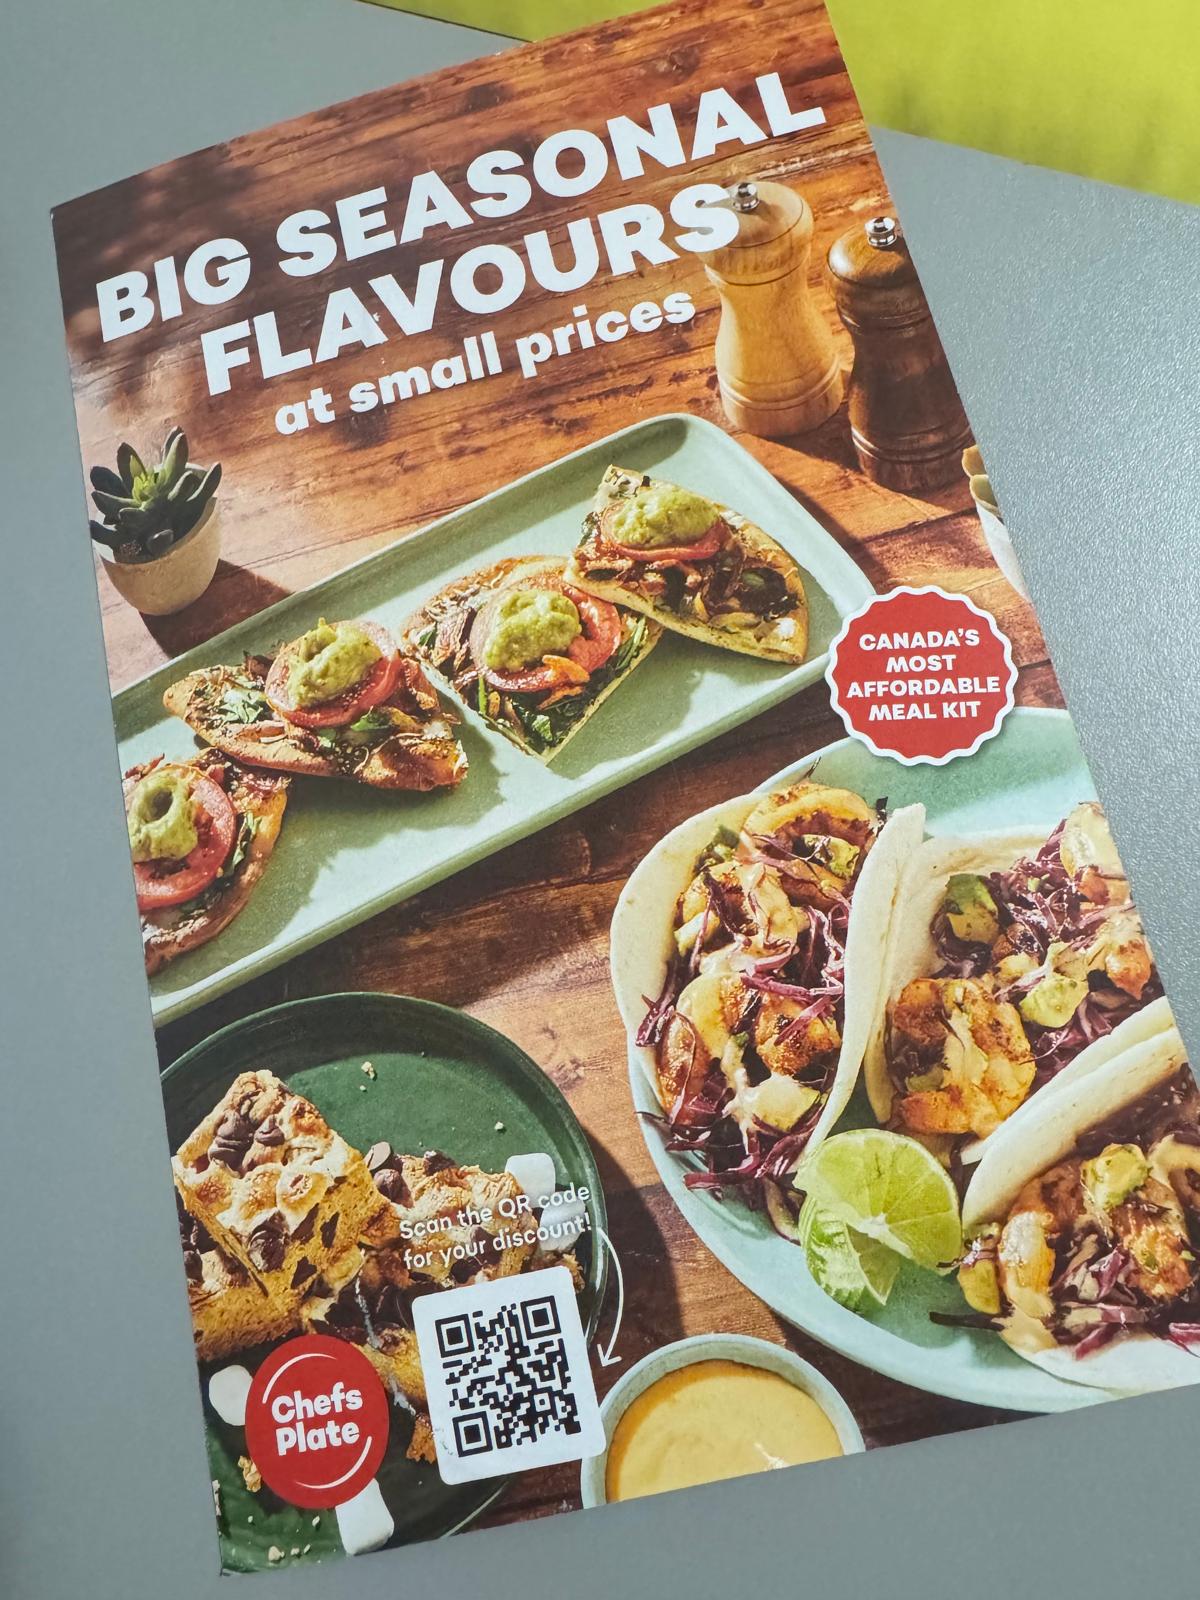 BIG SEASONAL
FLAVOURS
at small prices
CANADA'S
MOST
AFFORDABLE
MEAL KIT
Scan the QR code
for your discount!
Chefs
Plate